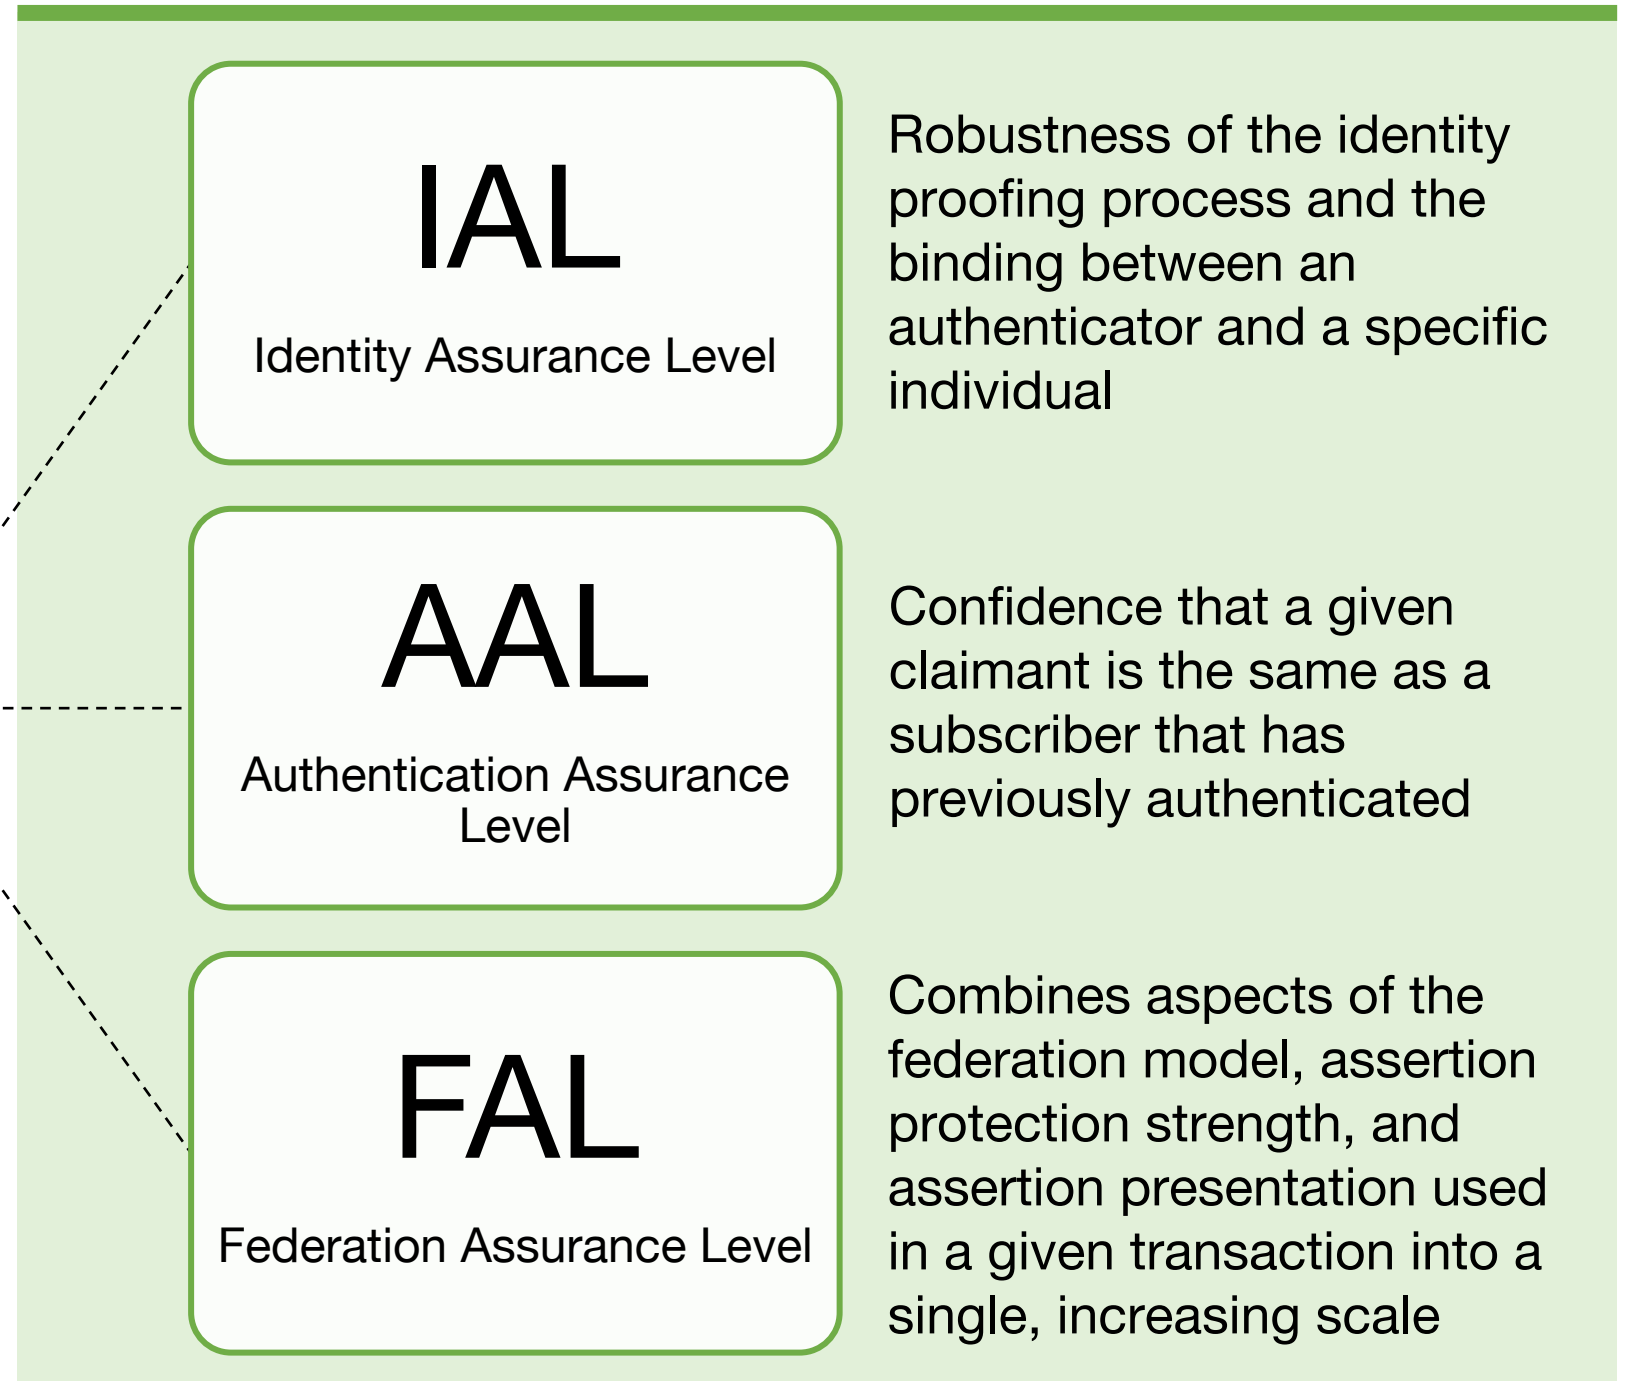 IAL
Identity Assurance Level
Robustness of the identity
proofing process and the
binding between an
authenticator and a specific
individual
AAL
Authentication Assurance
Level
Confidence that a given
claimant is the same as a
subscriber that has
previously authenticated
FAL
Federation Assurance Level
Combines aspects of the
federation model, assertion
protection strength, and
assertion presentation used
in a given transaction into a
single, increasing scale